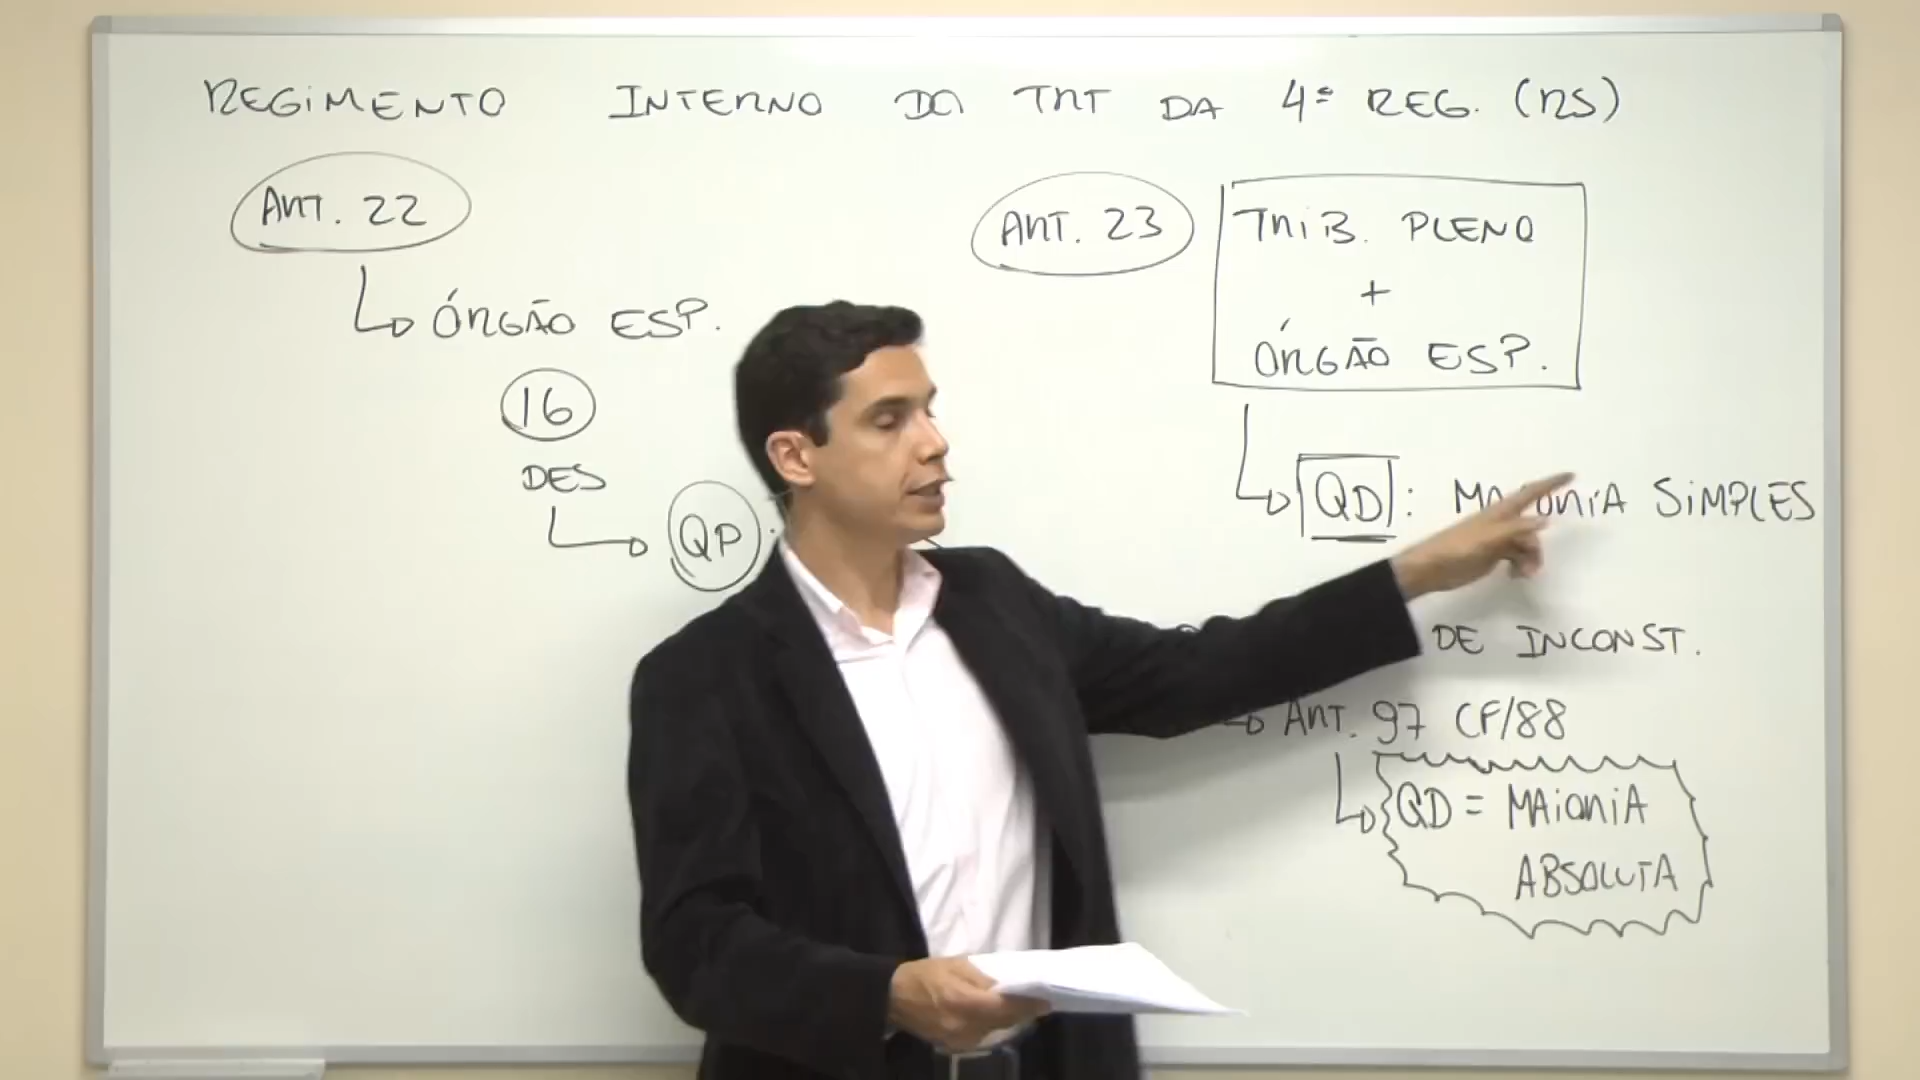 REGIMENTO INTERNO DO TRT DA 4ª REG. (RS)
ART. 22
ÓRGÃO ESP.
16
DES
QP
ART. 23
TRIB. PLENO
+
ÓRGÃO ESP.
QD: MAIORIA SIMPLES
DE INCONST.
ART. 97 CF/88
QD = MAIORIA
ABSOLUTA